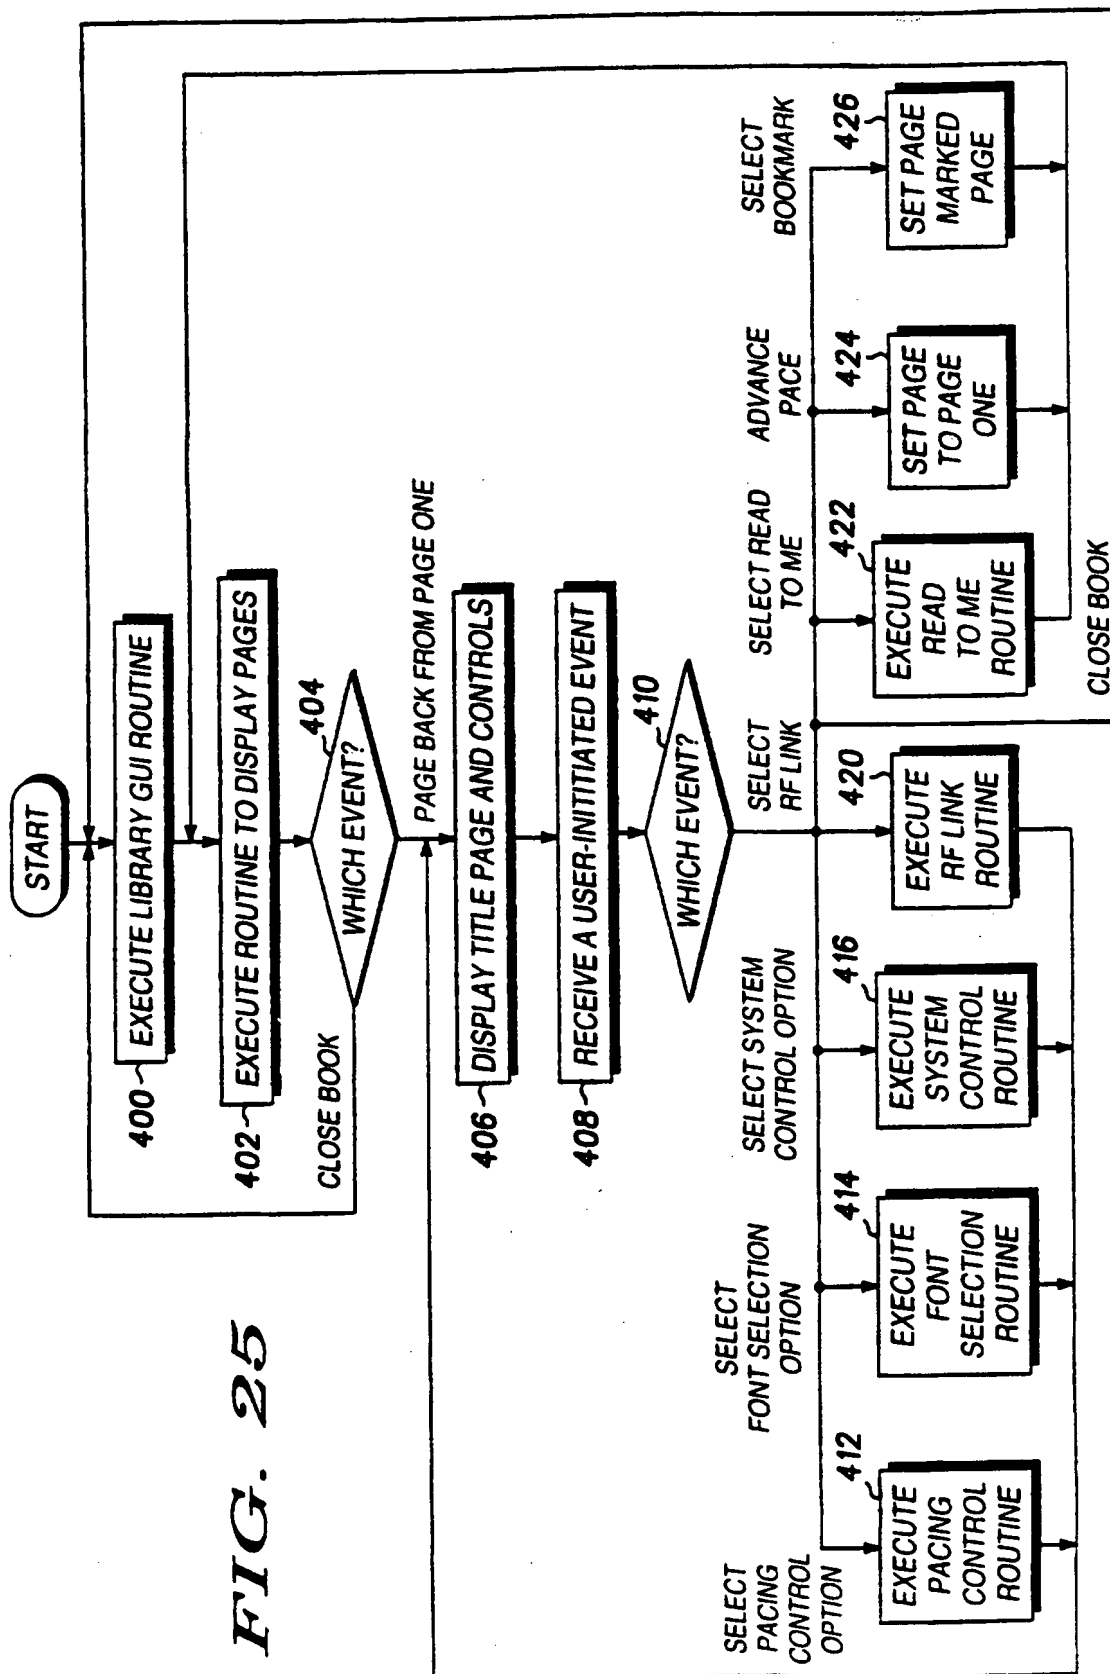 FIG. 25
START
400
EXECUTE LIBRARY GUI ROUTINE
402
EXECUTE ROUTINE TO DISPLAY PAGES
404
WHICH EVENT?
CLOSE BOOK
PAGE BACK FROM PAGE ONE
406
DISPLAY TITLE PAGE AND CONTROLS
408
RECEIVE A USER-INITITIATED EVENT
410
WHICH EVENT?
SELECT
PACING
CONTROL
OPTION
412
EXECUTE
PACING
CONTROL
ROUTINE
SELECT
FONT SELECTION
OPTION
414
EXECUTE
FONT
SELECTION
ROUTINE
SELECT SYSTEM
CONTROL OPTION
416
EXECUTE
SYSTEM
CONTROL
ROUTINE
SELECT
RF LINK
420
EXECUTE
RF LINK
ROUTINE
SELECT READ
TO ME
422
EXECUTE
READ
TO ME
ROUTINE
ADVANCE
PACE
424
SET PAGE
TO PAGE
ONE
SELECT
BOOKMARK
426
SET PAGE
MARKED
PAGE
CLOSE BOOK